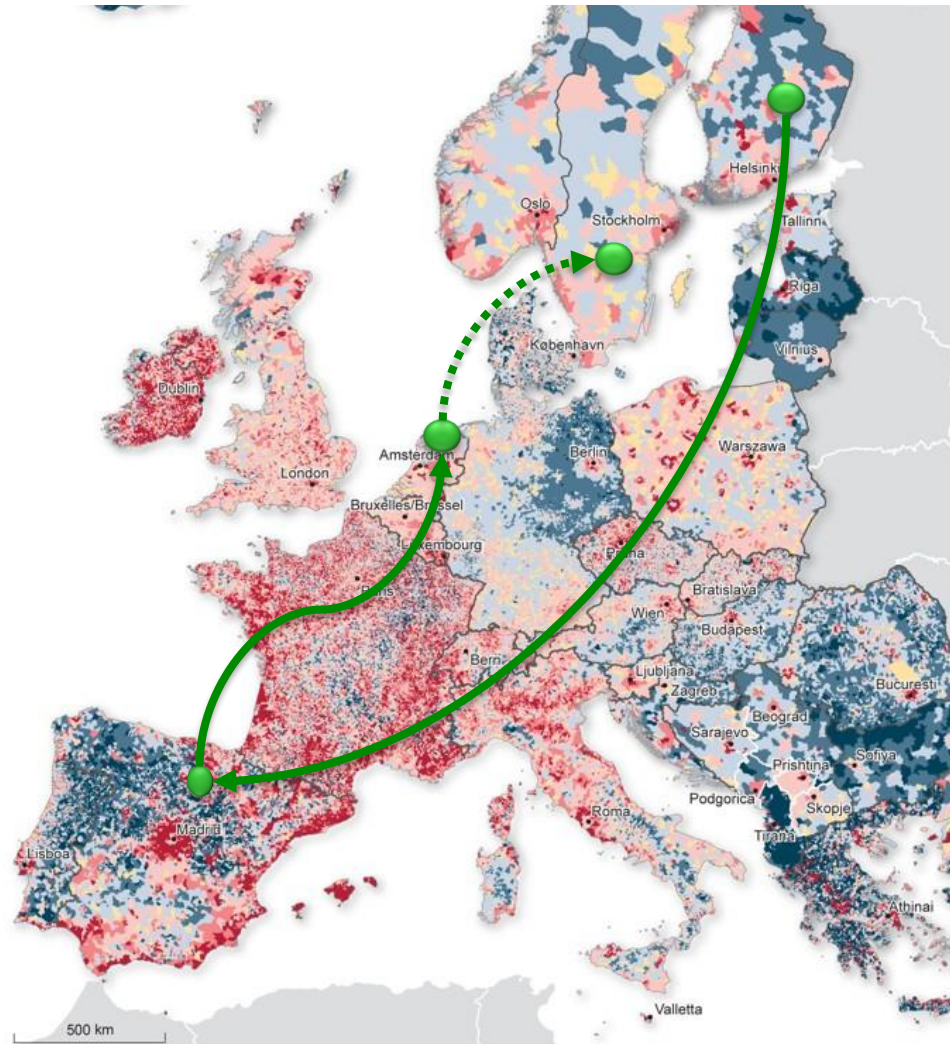 Helsinki
Oslo
Stockholm
Tallinn
Riga
København
Vilnius
Dublin
Amsterdam
Berlin
Warszawa
London
Bruxelles/Brussel
Luxembourg
Praha
Paris
Wien
Bratislava
Budapest
Bern
Ljubljana
Zagreb
Bucuresti
Beograd
Sarajevo
Sofiya
Prishtina
Podgorica
Skopje
Roma
Madrid
Tirana
Lisboa
Athinai
Valletta
500 km